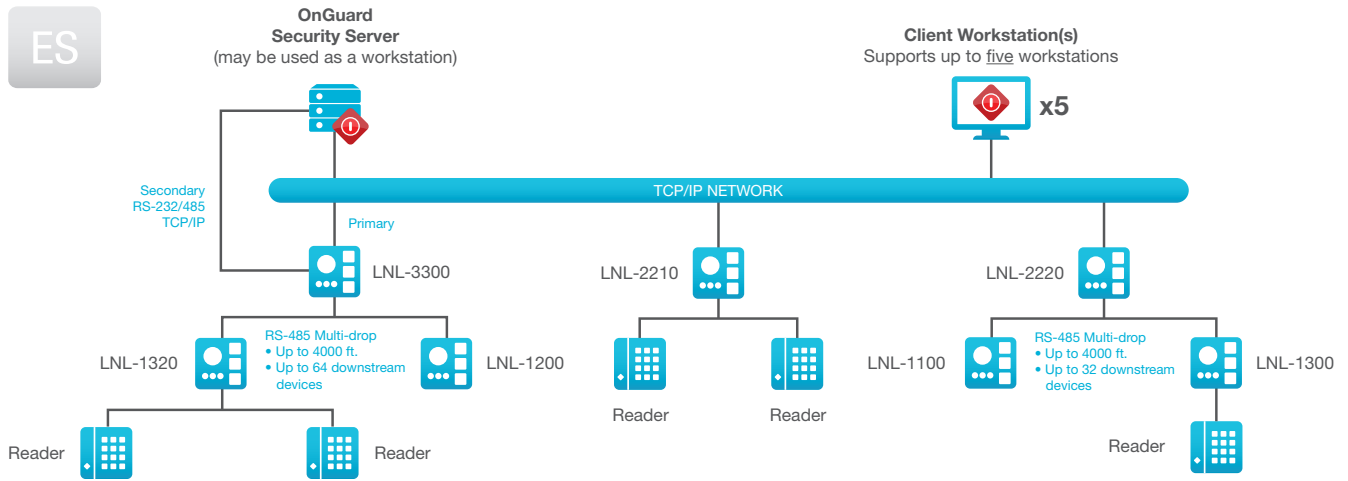 ES
OnGuard
Security Server
(may be used as a workstation)
Client Workstation(s)
Supports up to five workstations
x5
TCP/IP NETWORK
Secondary
RS-232/485
TCP/IP
Primary
LNL-3300
LNL-2210
LNL-2220
LNL-1320
RS-485 Multi-drop
• Up to 4000 ft.
• Up to 64 downstream
devices
LNL-1200
LNL-1100
RS-485 Multi-drop
• Up to 4000 ft.
• Up to 32 downstream
devices
LNL-1300
Reader
Reader
Reader
Reader
Reader